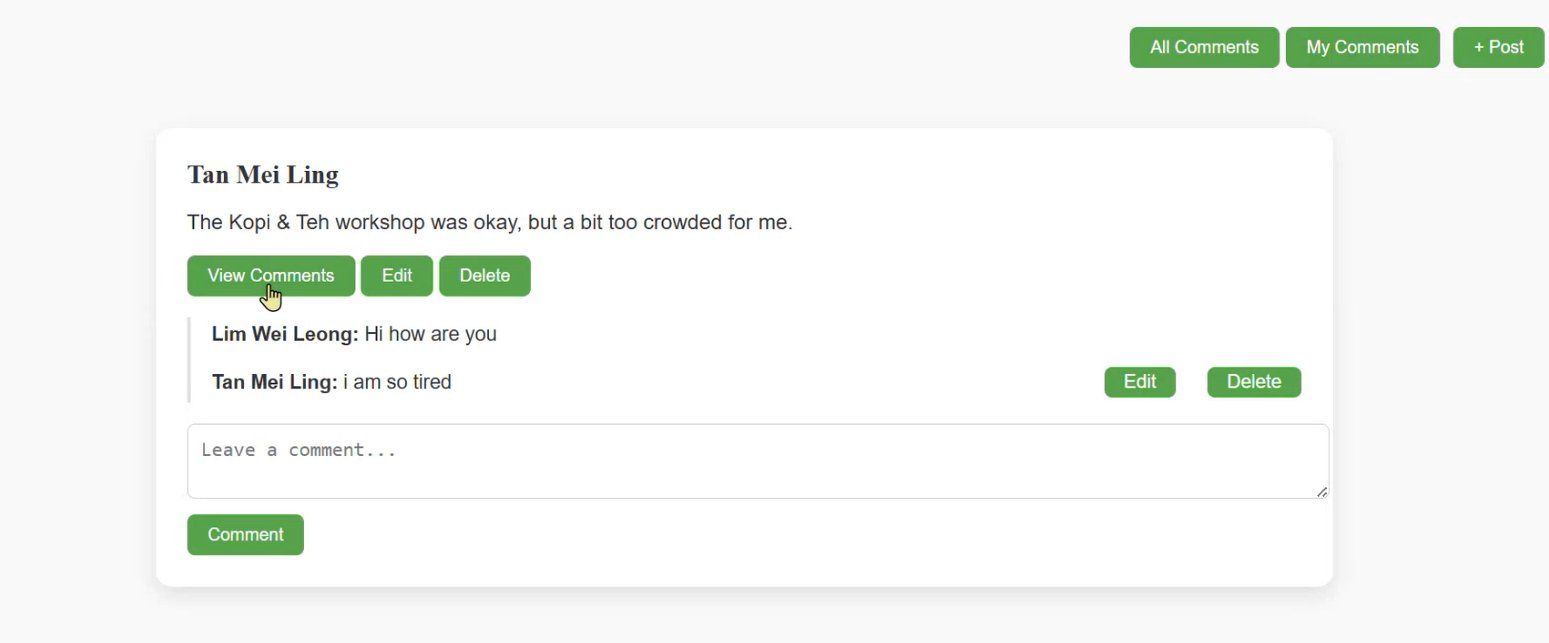 All Comments My Comments + Post
Tan Mei Ling
The Kopi & Teh workshop was okay, but a bit too crowded for me.
View Comments Edit Delete
Lim Wei Leong: Hi how are you
Tan Mei Ling: i am so tired Edit Delete
Leave a comment...
Comment